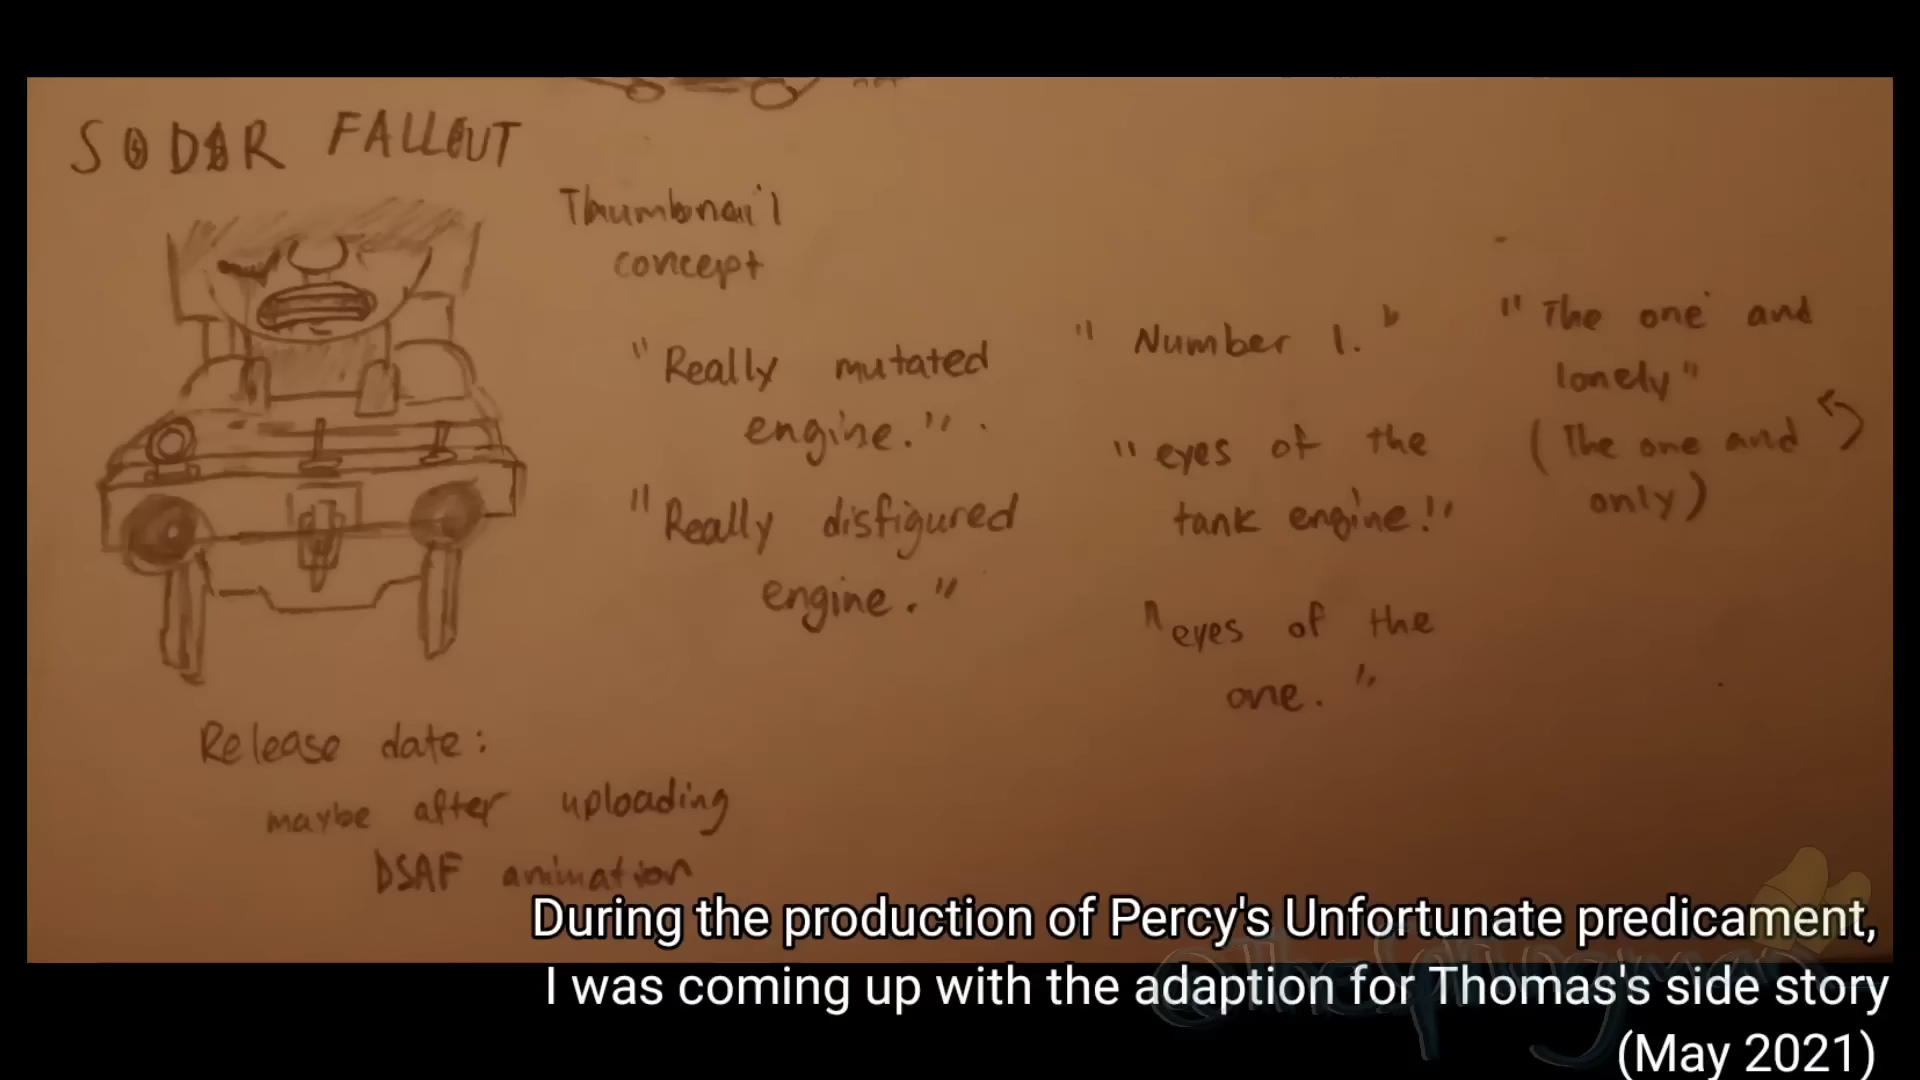 SODOR FALLOUT
Thumbnail
concept
"Really mutated
engine."
"Really disfigured
engine."
"Number 1."
"eyes of the
tank engine!"
"eyes of the
one."
"The one and
lonely"
(The one and
only)
Release date:
maybe after uploading
DSAF animation
During the production of Percy's Unfortunate predicament,
I was coming up with the adaption for Thomas's side story
(May 2021)
@TheSpringman